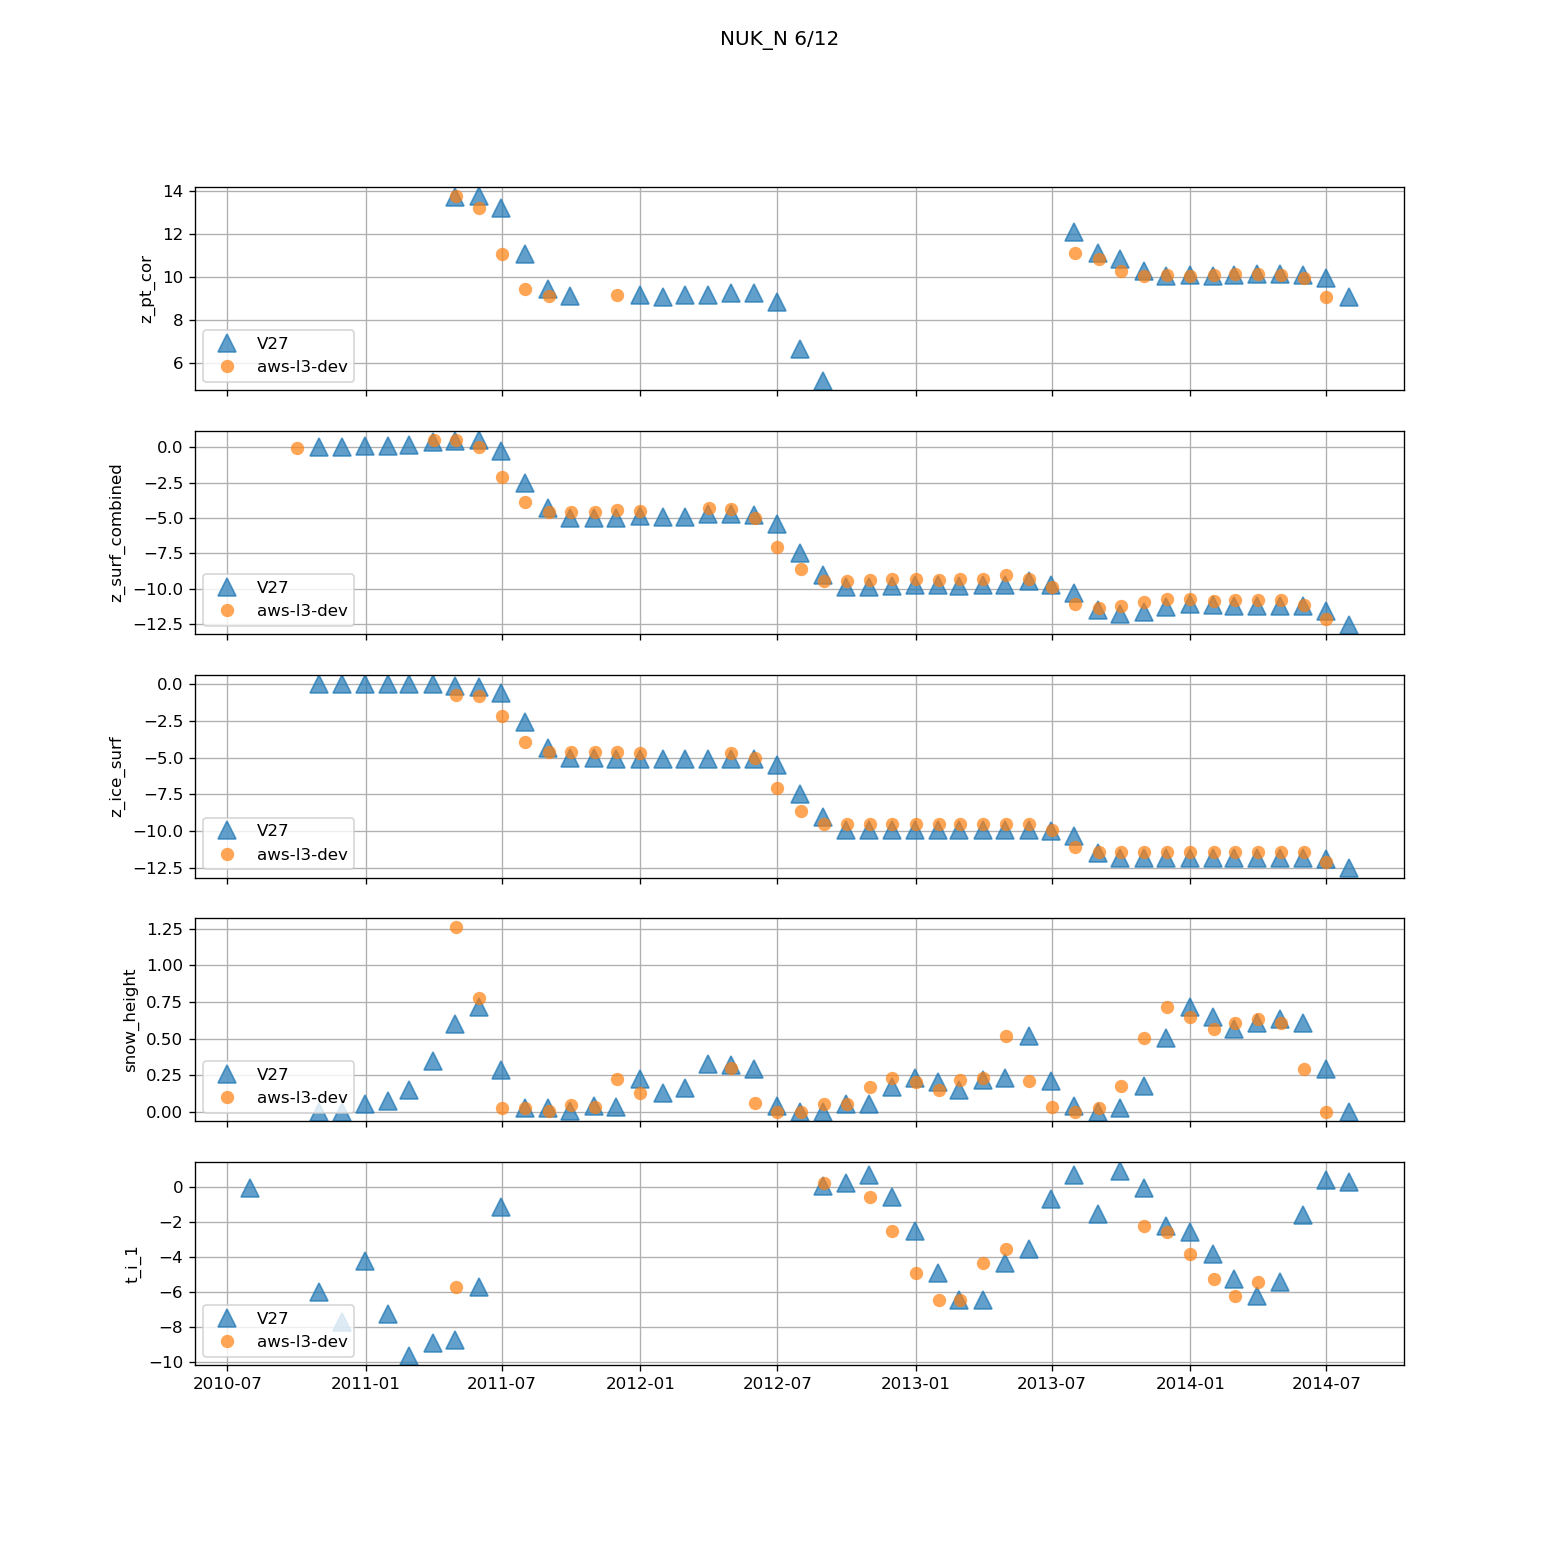 NUK_N 6/12
z_pt_cor
14
12
10
8
6
V27
aws-l3-dev
z_surf_combined
0.0
−2.5
−5.0
−7.5
−10.0
−12.5
V27
aws-l3-dev
z_ice_surf
0.0
−2.5
−5.0
−7.5
−10.0
−12.5
V27
aws-l3-dev
snow_height
1.25
1.00
0.75
0.50
0.25
0.00
V27
aws-l3-dev
t_i_1
0
−2
−4
−6
−8
−10
V27
aws-l3-dev
2010-07 2011-01 2011-07 2012-01 2012-07 2013-01 2013-07 2014-01 2014-07